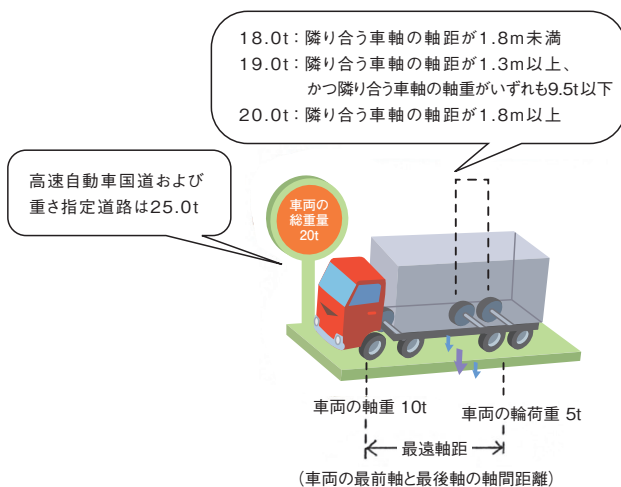 18.0t：隣り合う車軸の軸距が1.8m未満
19.0t：隣り合う車軸の軸距が1.3m以上、
かつ隣り合う車軸の軸重がいずれも9.5t以下
20.0t：隣り合う車軸の軸距が1.8m以上
高速自動車国道および
重さ指定道路は25.0t
車両の
総重量
20t
車両の軸重 10t
車両の輪荷重 5t
最遠軸距
（車両の最前軸と最後軸の軸間距離）